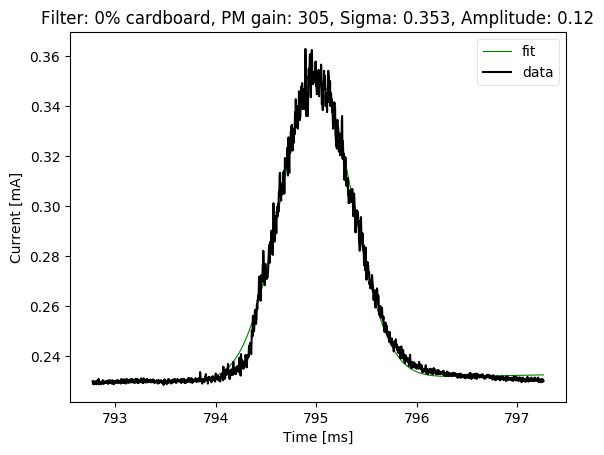 Filter: 0% cardboard, PM gain: 305, Sigma: 0.353, Amplitude: 0.12
fit
data
0.36
0.34
0.32
0.30
0.28
0.26
0.24
Current [mA]
793
794
795
796
797
Time [ms]